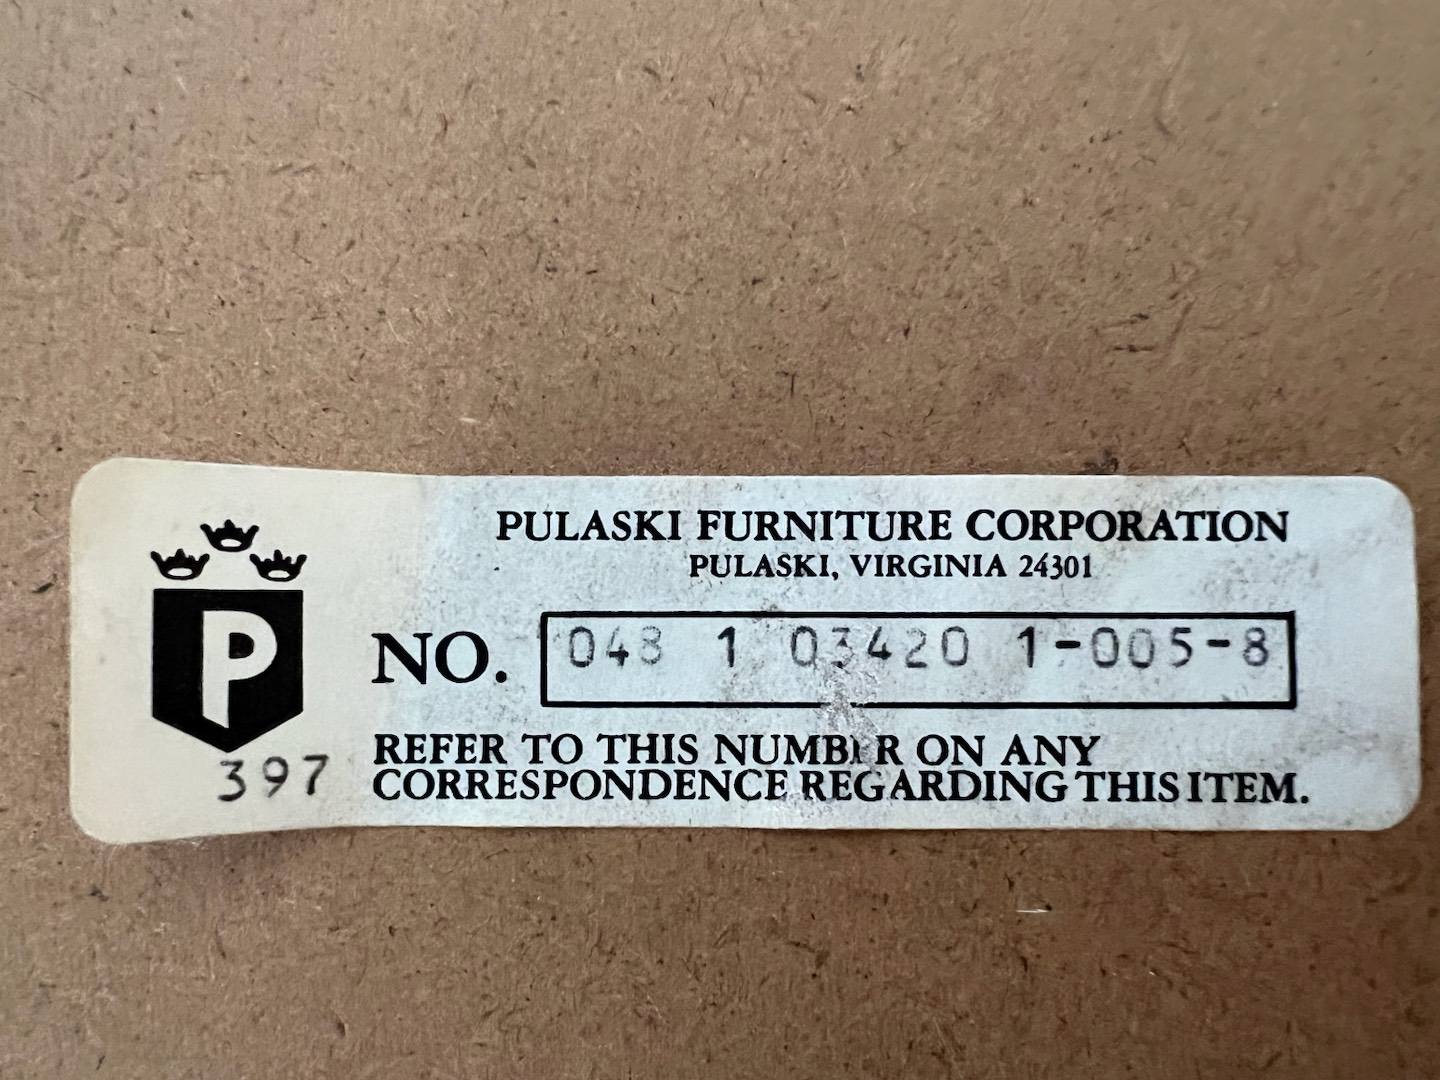 PULASKI FURNITURE CORPORATION
PULASKI, VIRGINIA 24301
P
NO. 048 1 03420 1-005-8
397
REFER TO THIS NUMBER ON ANY
CORRESPONDENCE REGARDING THIS ITEM.